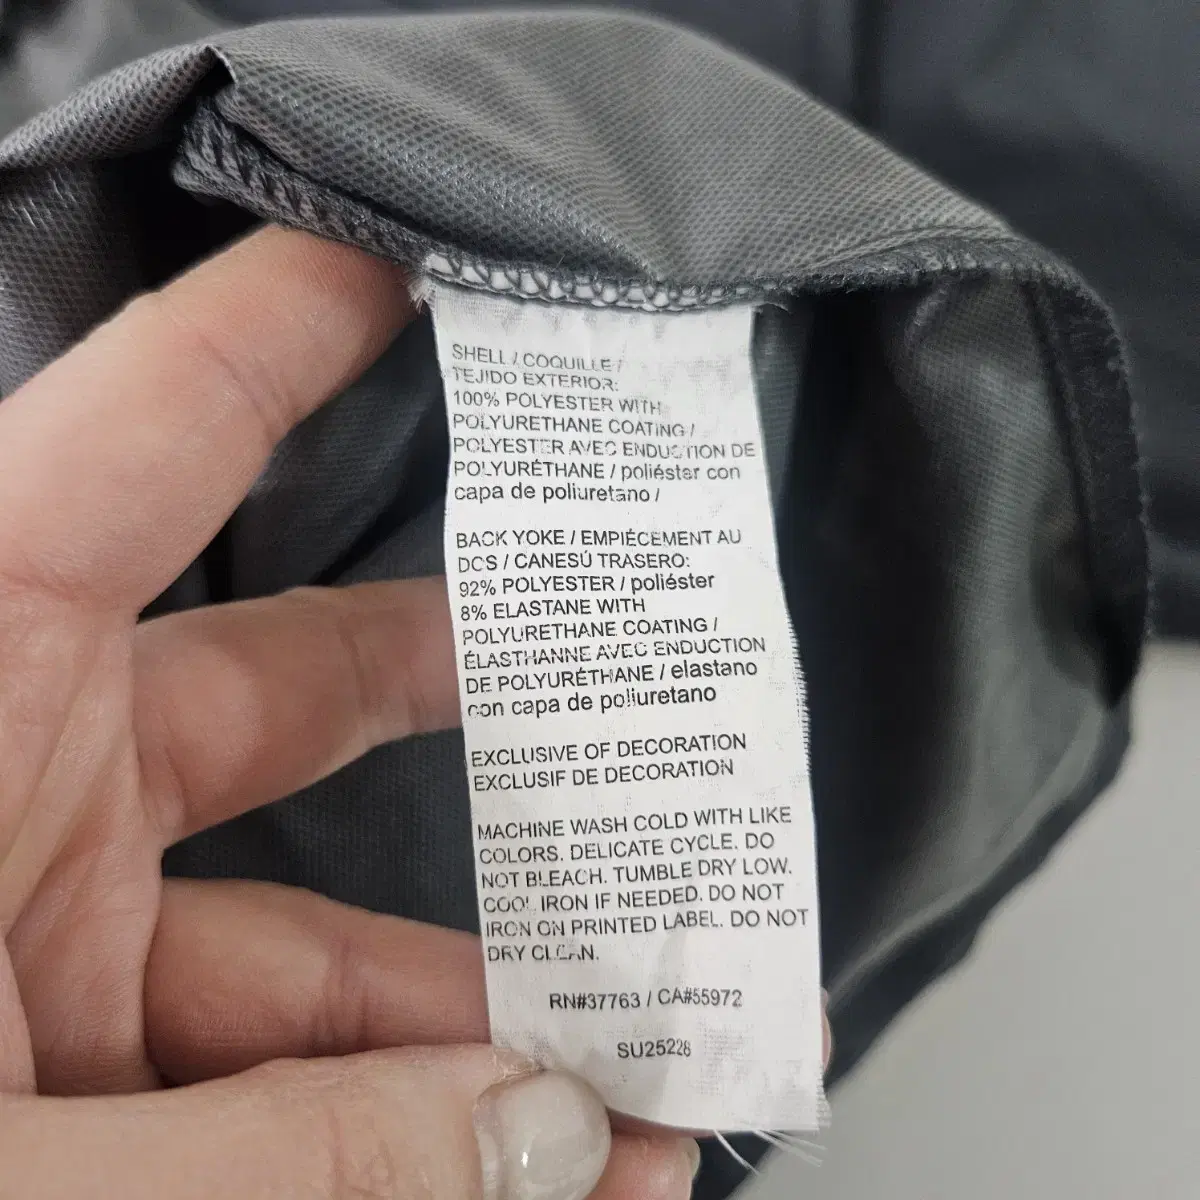 SHELL / COQUILLE /
TEJIDO EXTERIOR:
100% POLYESTER WITH
POLYURETHANE COATING /
POLYESTER AVEC ENDUCTION DE
POLYURÉTHANE / poliéster con
capa de poliuretano /
BACK YOKE / EMPIÉCEMENT AU
DOS / CANESÚ TRASERO:
92% POLYESTER / poliéster
8% ELASTANE WITH
POLYURETHANE COATING /
ÉLASTHANNE AVEC ENDUCTION
DE POLYURÉTHANE / elastano
con capa de poliuretano
EXCLUSIVE OF DECORATION
EXCLUSIF DE DECORATION
MACHINE WASH COLD WITH LIKE
COLORS. DELICATE CYCLE. DO
NOT BLEACH. TUMBLE DRY LOW.
COOL IRON IF NEEDED. DO NOT
IRON ON PRINTED LABEL. DO NOT
DRY CLEAN.
RN#37763 / CA#55972
SU25228